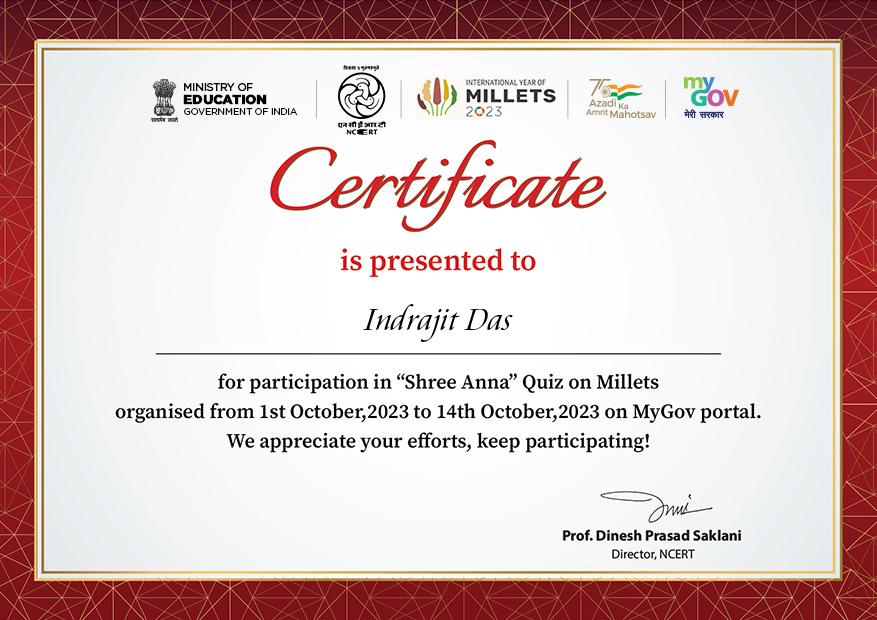 MINISTRY OF
EDUCATION
GOVERNMENT OF INDIA
सत्यमेव जयते
विद्यया ऽ मृतमश्नुते
एन सी ई आर टी
NCERT
INTERNATIONAL YEAR OF
MILLETS
2023
75
Azadi Ka
Amrit Mahotsav
my
GOV
मेरी सरकार
Certificate
is presented to
Indrajit Das
for participation in “Shree Anna” Quiz on Millets
organised from 1st October,2023 to 14th October,2023 on MyGov portal.
We appreciate your efforts, keep participating!
Prof. Dinesh Prasad Saklani
Director, NCERT